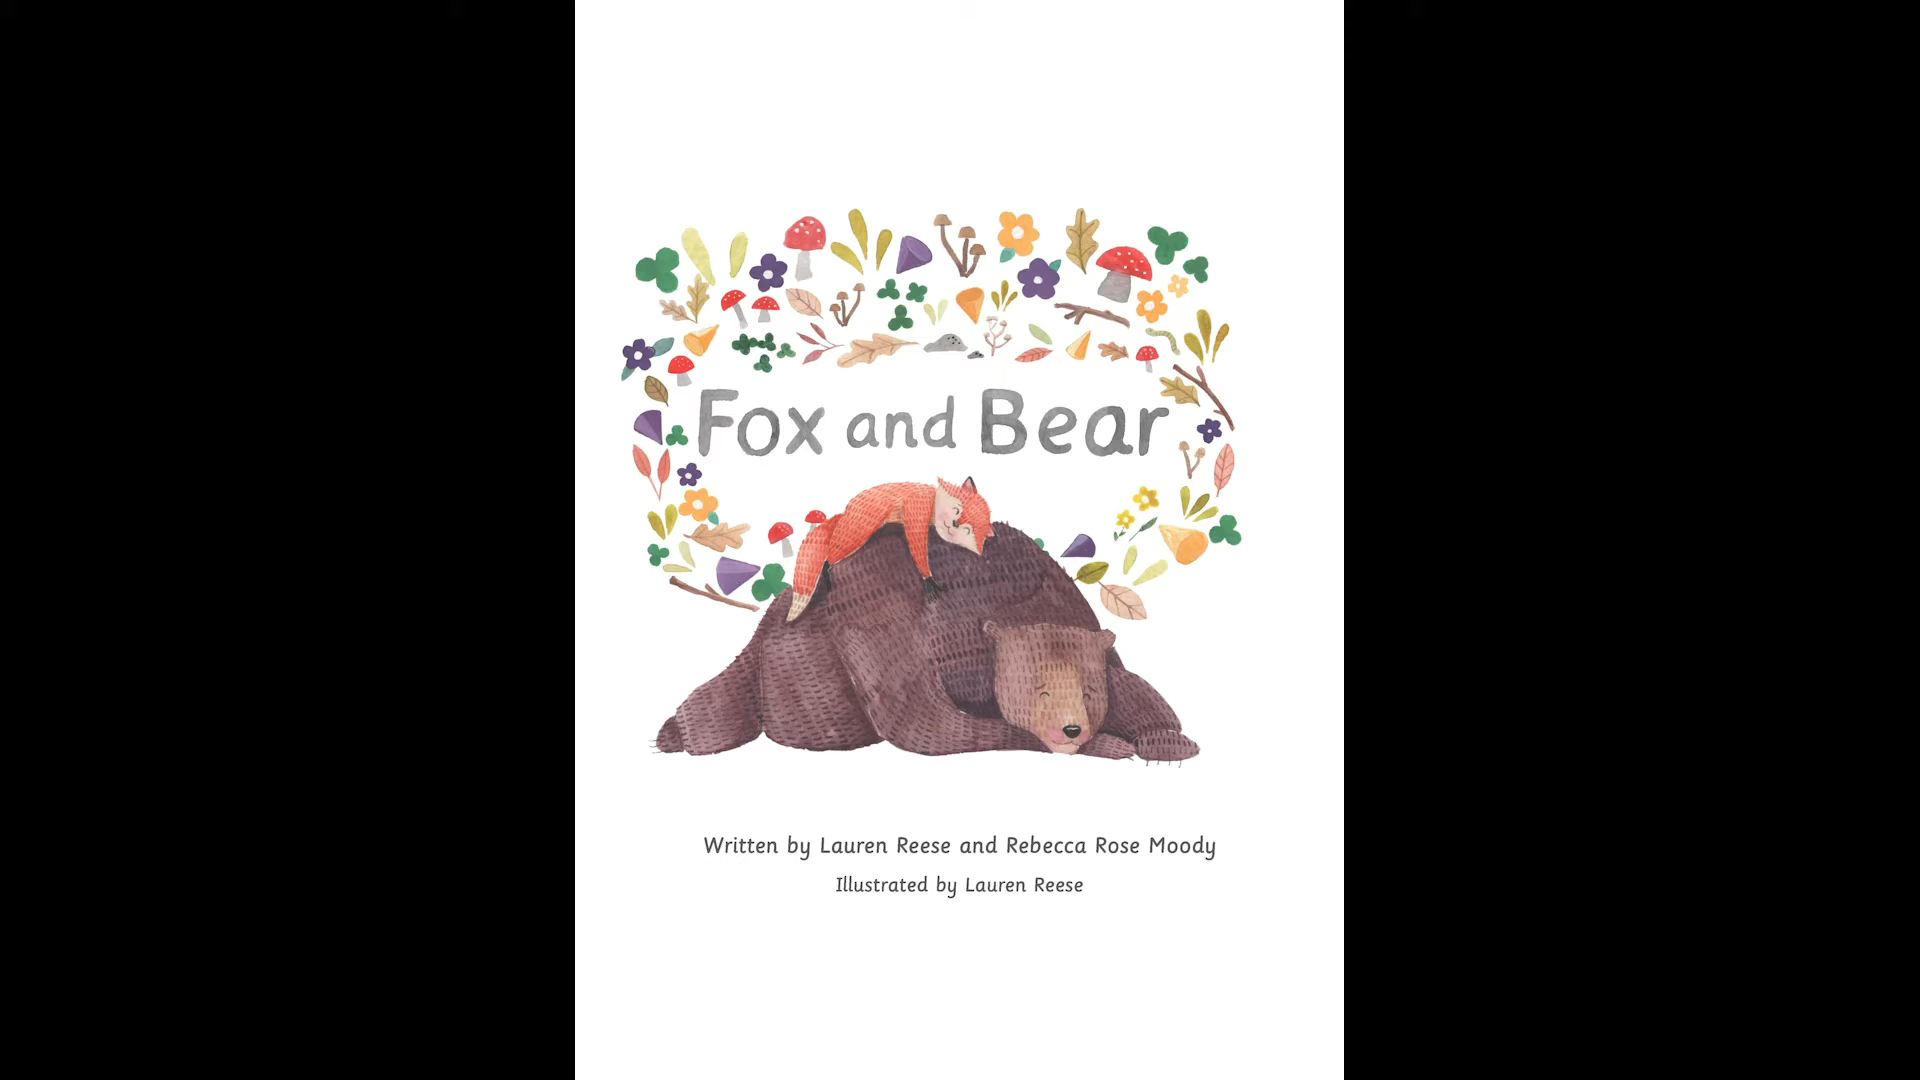 Fox and Bear
Written by Lauren Reese and Rebecca Rose Moody
Illustrated by Lauren Reese